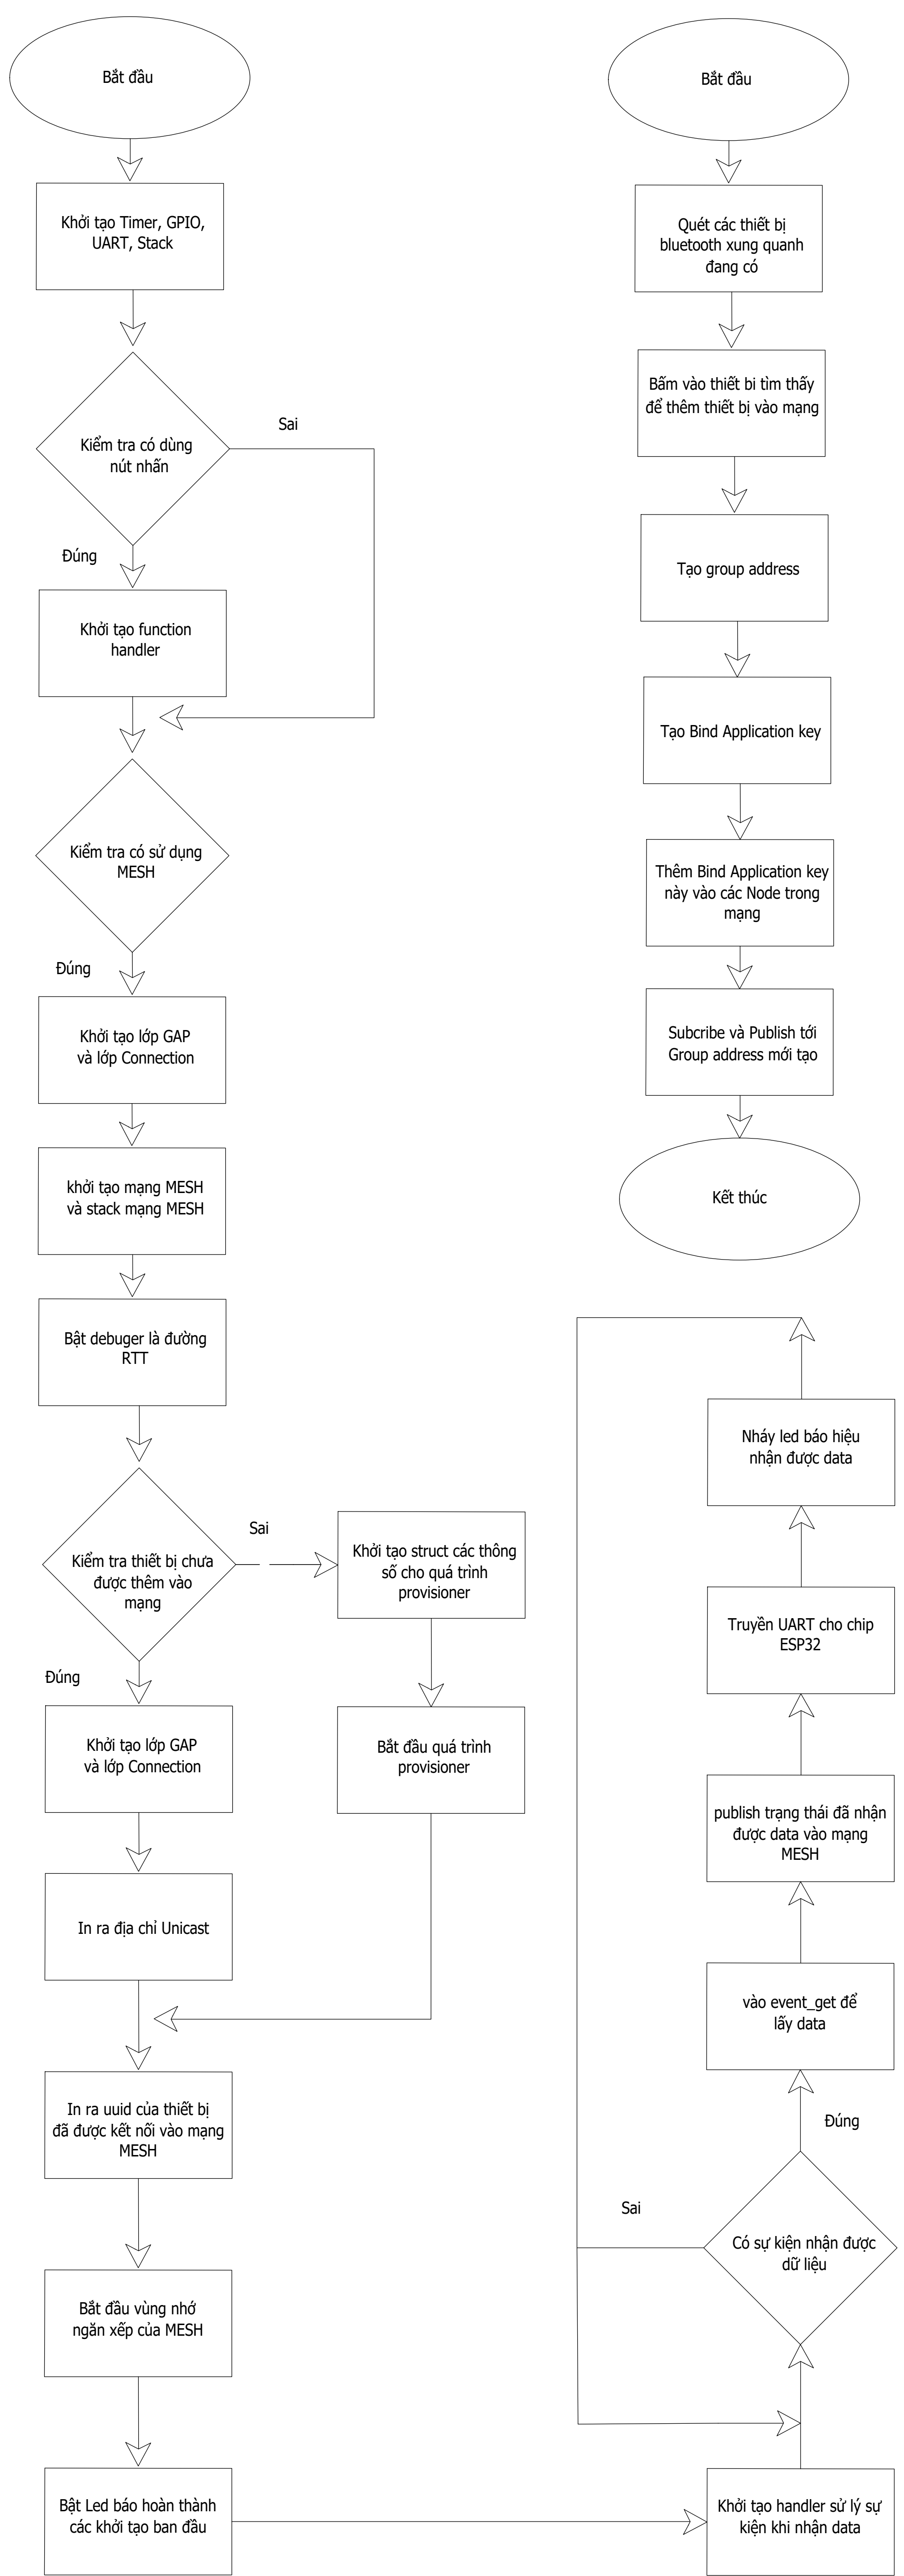 Bắt đầu
Khởi tạo Timer, GPIO,
UART, Stack
Kiểm tra có dùng
nút nhấn
Sai
Đúng
Khởi tạo function
handler
Kiểm tra có sử dụng
MESH
Đúng
Khởi tạo lớp GAP
và lớp Connection
khởi tạo mạng MESH
và stack mạng MESH
Bật debuger là đường
RTT
Kiểm tra thiết bị chưa
được thêm vào
mạng
Sai
Khởi tạo struct các thông
số cho quá trình
provisioner
Bắt đầu quá trình
provisioner
Đúng
Khởi tạo lớp GAP
và lớp Connection
In ra địa chỉ Unicast
In ra uuid của thiết bị
đã được kết nối vào mạng
MESH
Bắt đầu vùng nhớ
ngăn xếp của MESH
Bật Led báo hoàn thành
các khởi tạo ban đầu
Khởi tạo handler sử lý sự
kiện khi nhận data
Có sự kiện nhận được
dữ liệu
Sai
Đúng
vào event_get để
lấy data
publish trạng thái đã nhận
được data vào mạng
MESH
Truyền UART cho chip
ESP32
Nháy led báo hiệu
nhận được data
Bắt đầu
Quét các thiết bị
bluetooth xung quanh
đang có
Bấm vào thiết bi tìm thấy
để thêm thiết bị vào mạng
Tạo group address
Tạo Bind Application key
Thêm Bind Application key
này vào các Node trong
mạng
Subcribe và Publish tới
Group address mới tạo
Kết thúc